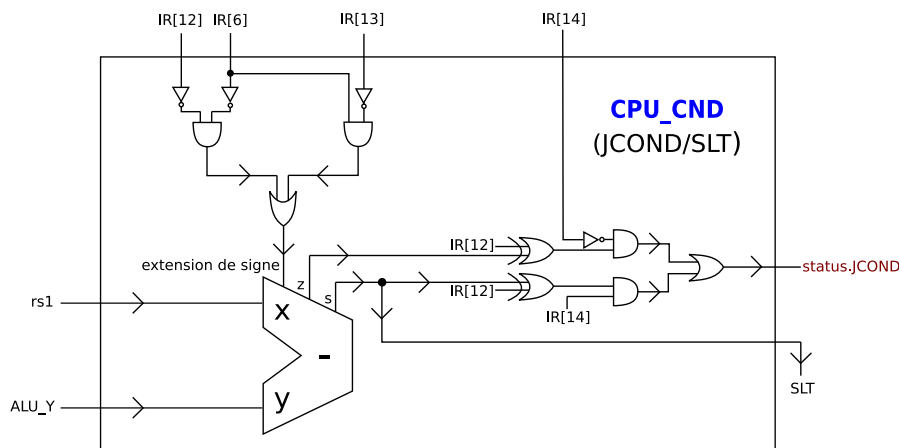 IR[12] IR[6] IR[13] IR[14]
CPU_CND
(JCOND/SLT)
IR[12]
extension de signe
z
status.JCOND
s
IR[12]
rs1
x
IR[14]
-
SLT
y
ALU_Y